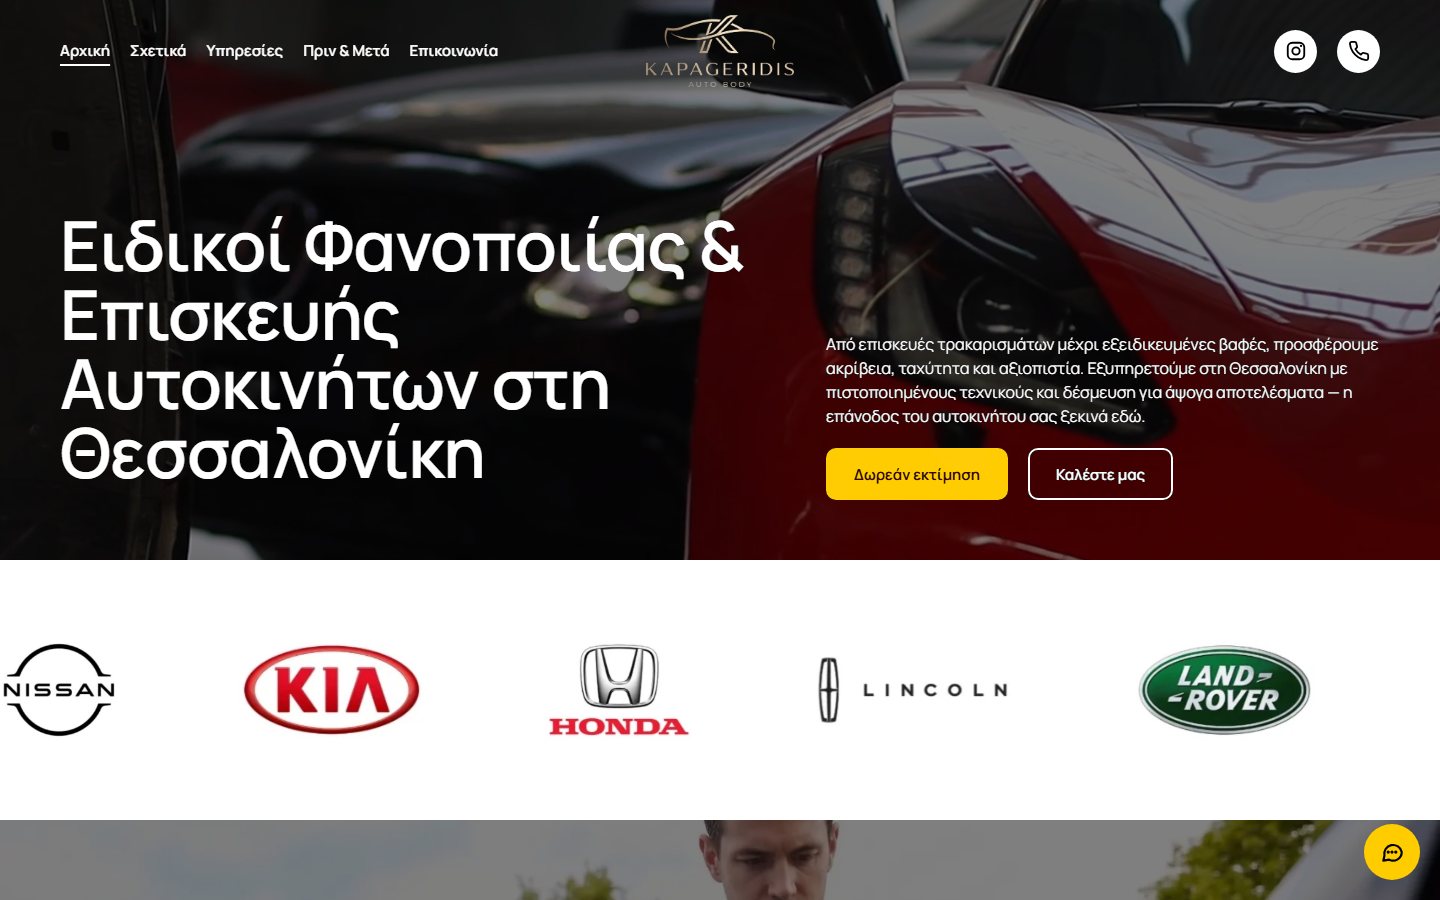 Αρχική
Σχετικά
Υπηρεσίες
Πριν & Μετά
Επικοινωνία
KAPAGERIDIS
AUTO BODY
Ειδικοί Φανοποιίας &
Επισκευής
Αυτοκινήτων στη
Θεσσαλονίκη
Από επισκευές τρακαρισμάτων μέχρι εξειδικευμένες βαφές, προσφέρουμε
ακρίβεια, ταχύτητα και αξιοπιστία. Εξυπηρετούμε στη Θεσσαλονίκη με
πιστοποιημένους τεχνικούς και δέσμευση για άψογα αποτελέσματα — η
επάνοδος του αυτοκινήτου σας ξεκινά εδώ.
Δωρεάν εκτίμηση
Καλέστε μας
NISSAN
KIA
HONDA
LINCOLN
LAND-
-ROVER